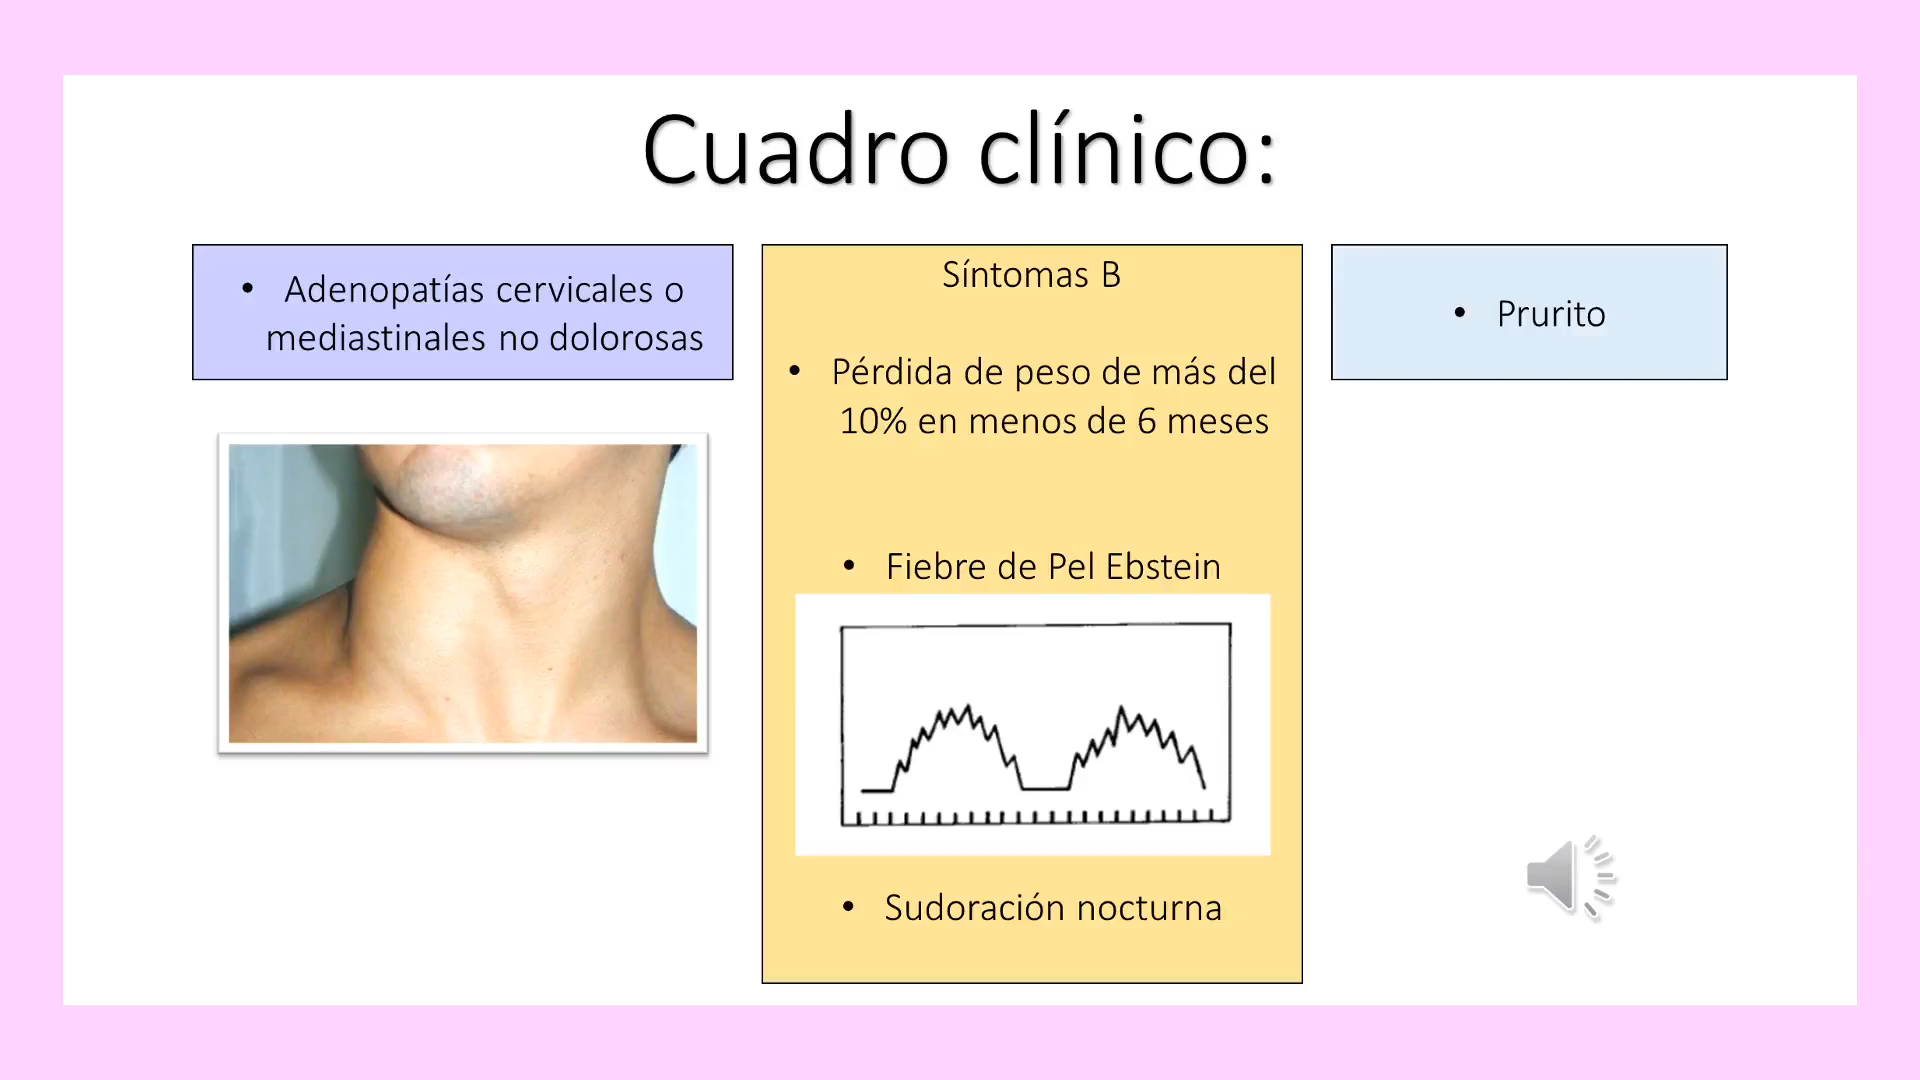 Cuadro clínico:
• Adenopatías cervicales o
mediastinales no dolorosas
Síntomas B
• Pérdida de peso de más del
10% en menos de 6 meses
• Fiebre de Pel Ebstein
• Sudoración nocturna
• Prurito